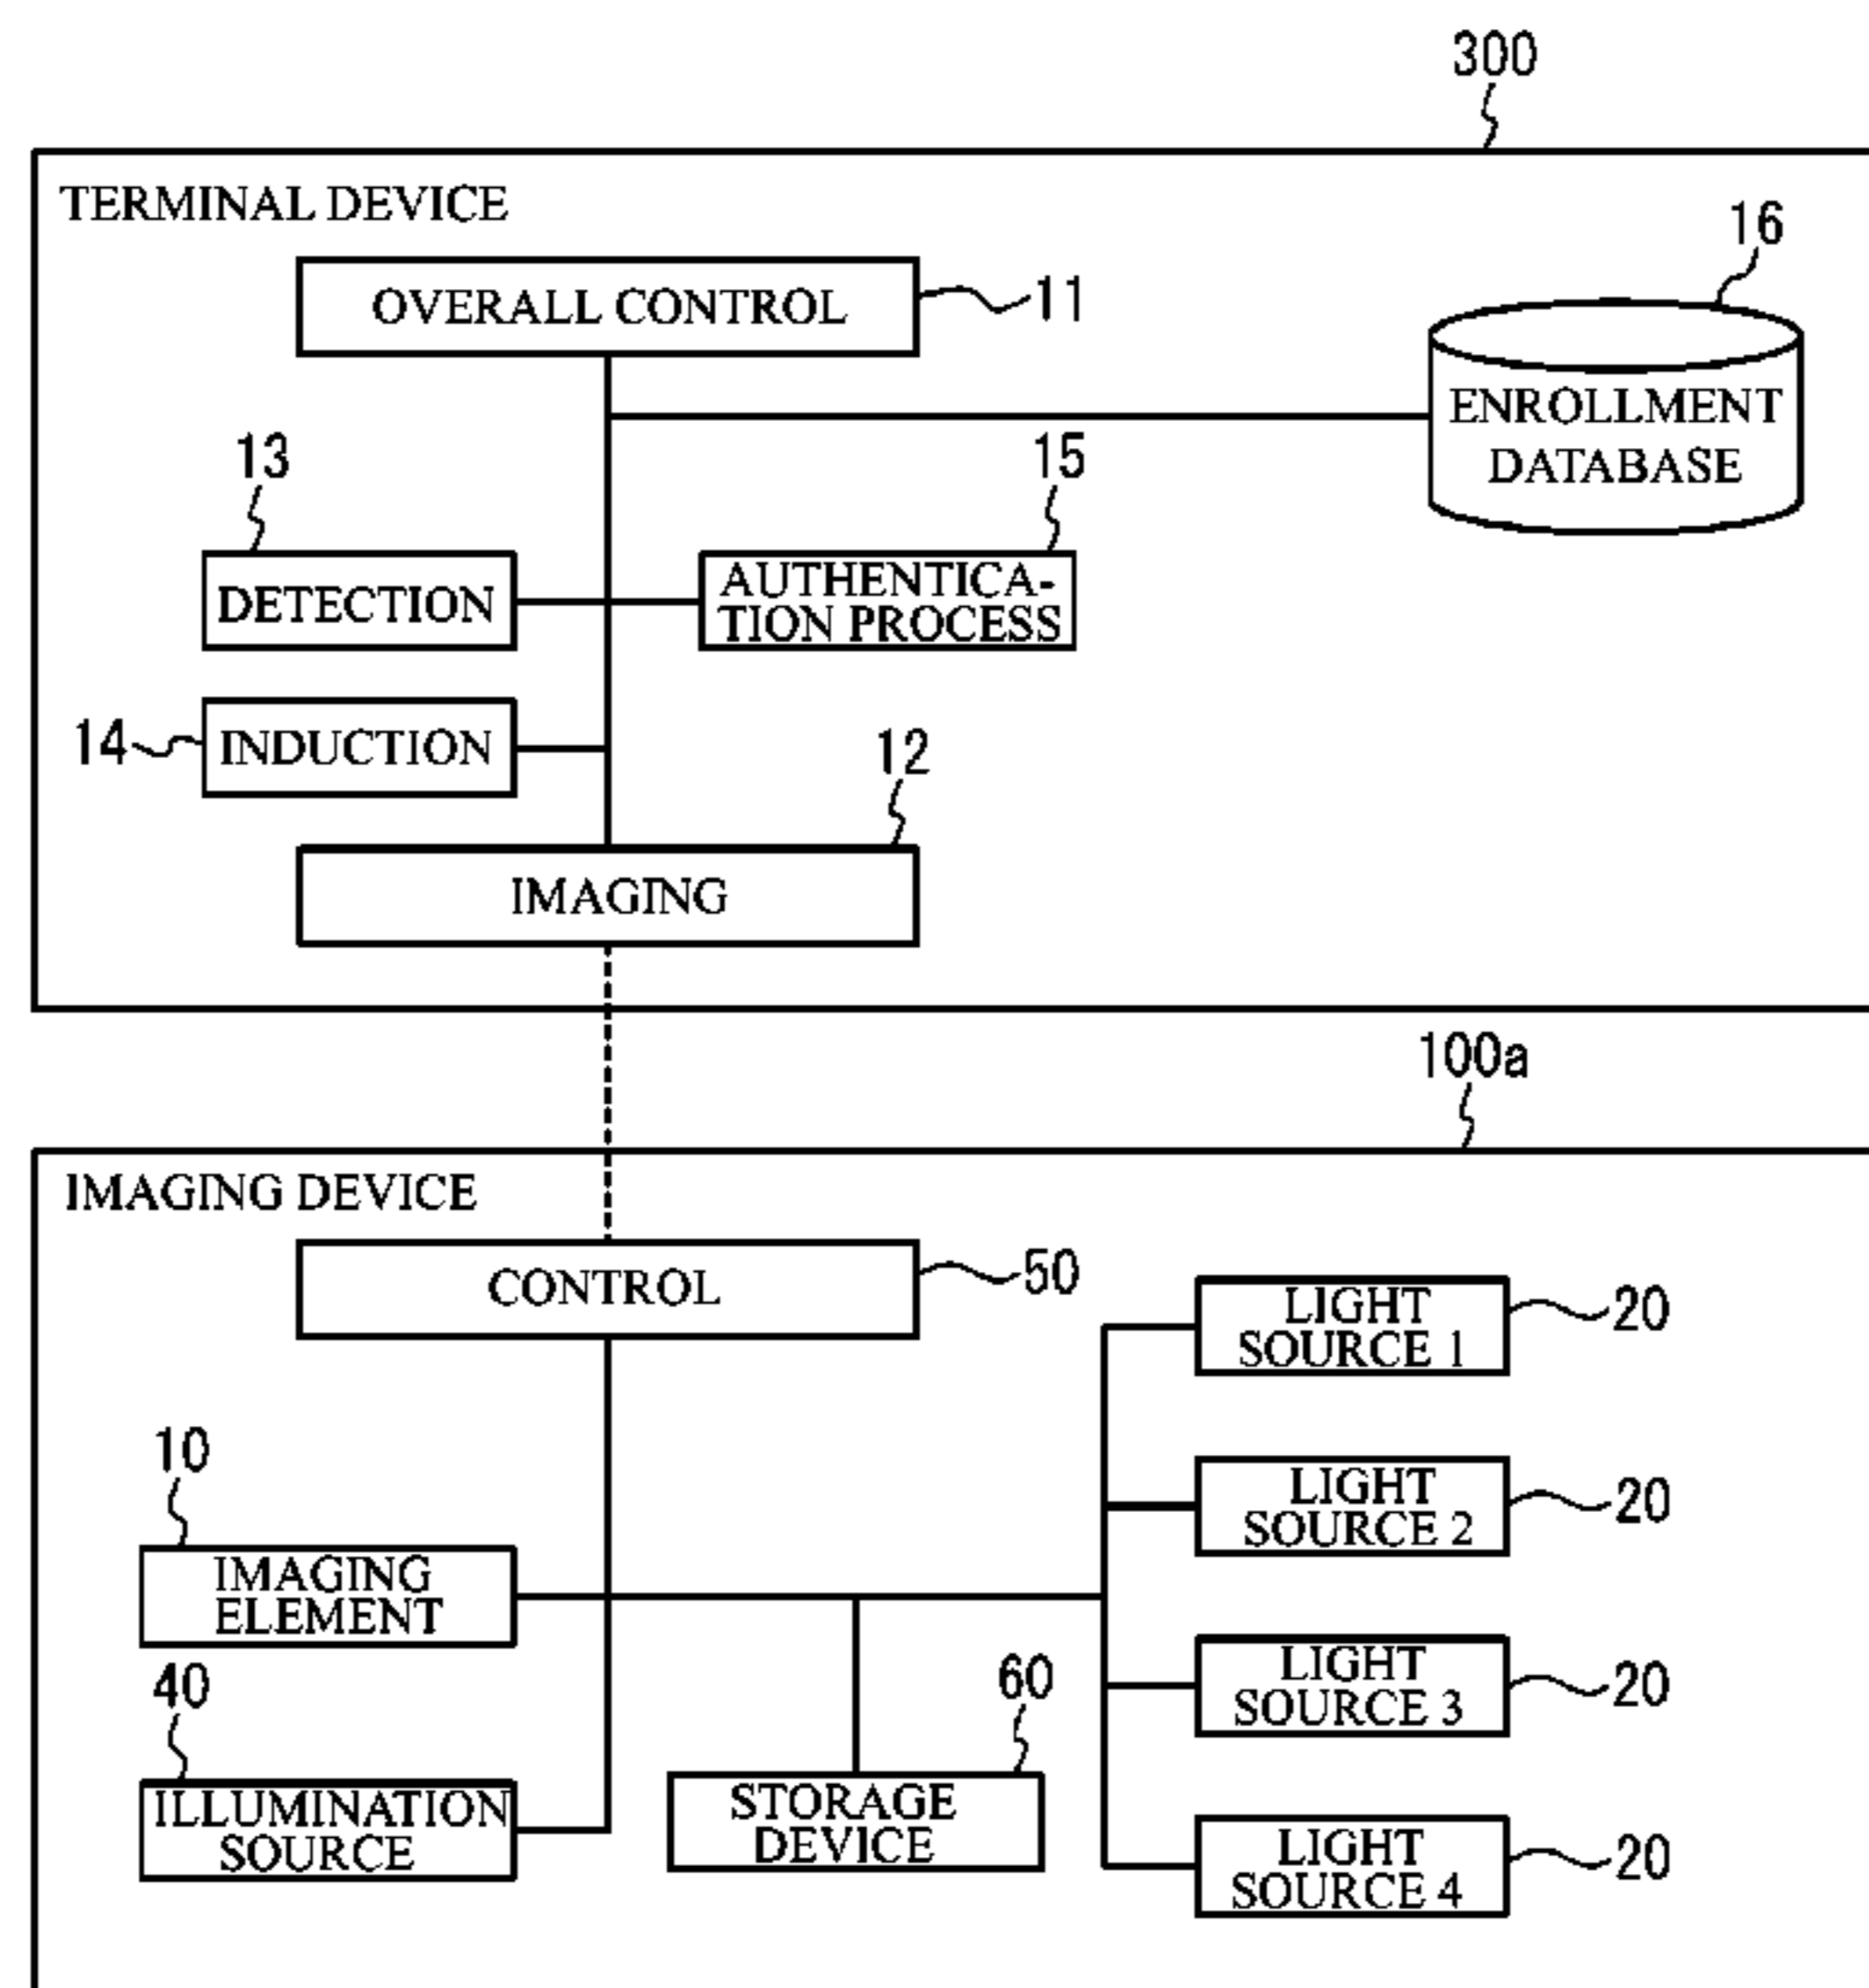 300
TERMINAL DEVICE
16
OVERALL CONTROL
11
ENROLLMENT
DATABASE
13
15
DETECTION
AUTHENTICA-
TION PROCESS
14
INDUCTION
12
IMAGING
100a
IMAGING DEVICE
CONTROL
50
LIGHT
SOURCE 1
20
10
LIGHT
SOURCE 2
20
IMAGING
ELEMENT
40
60
LIGHT
SOURCE 3
20
ILLUMINATION
SOURCE
STORAGE
DEVICE
LIGHT
SOURCE 4
20